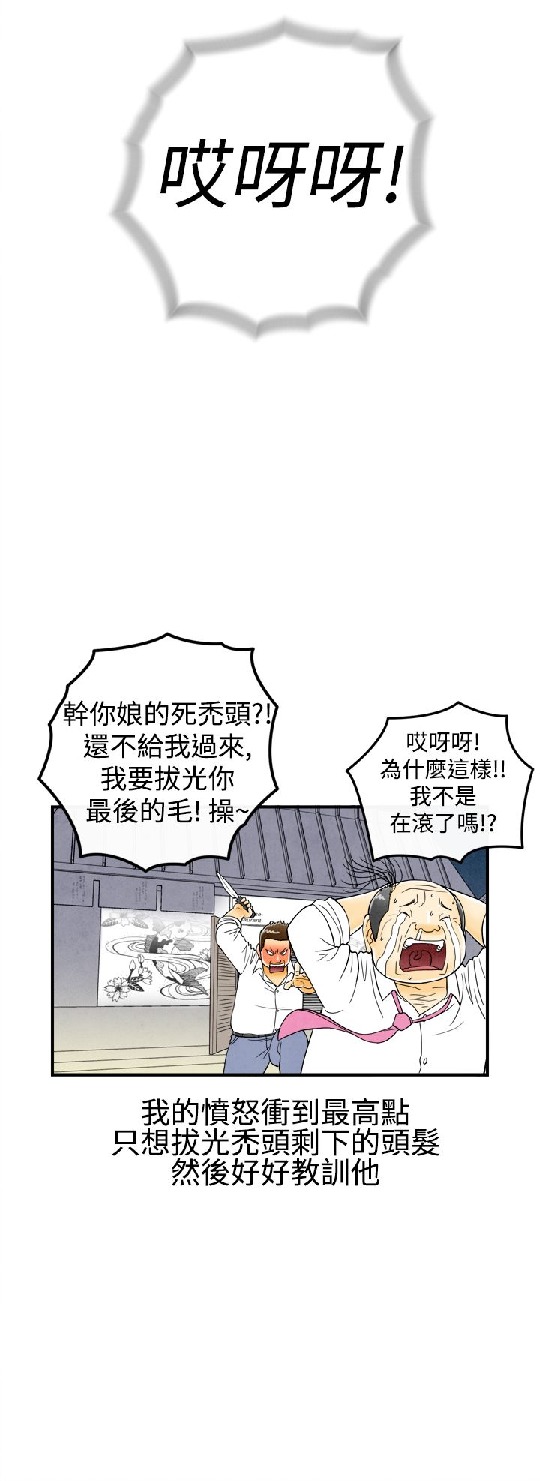 哎呀呀!
幹你娘的死禿頭?!
還不給我過來,
我要拔光你
最後的毛! 操~
哎呀呀!
為什麼這樣!!
我不是
在滾了嗎!?
我的憤怒衝到最高點
只想拔光禿頭剩下的頭髮
然後好好教訓他